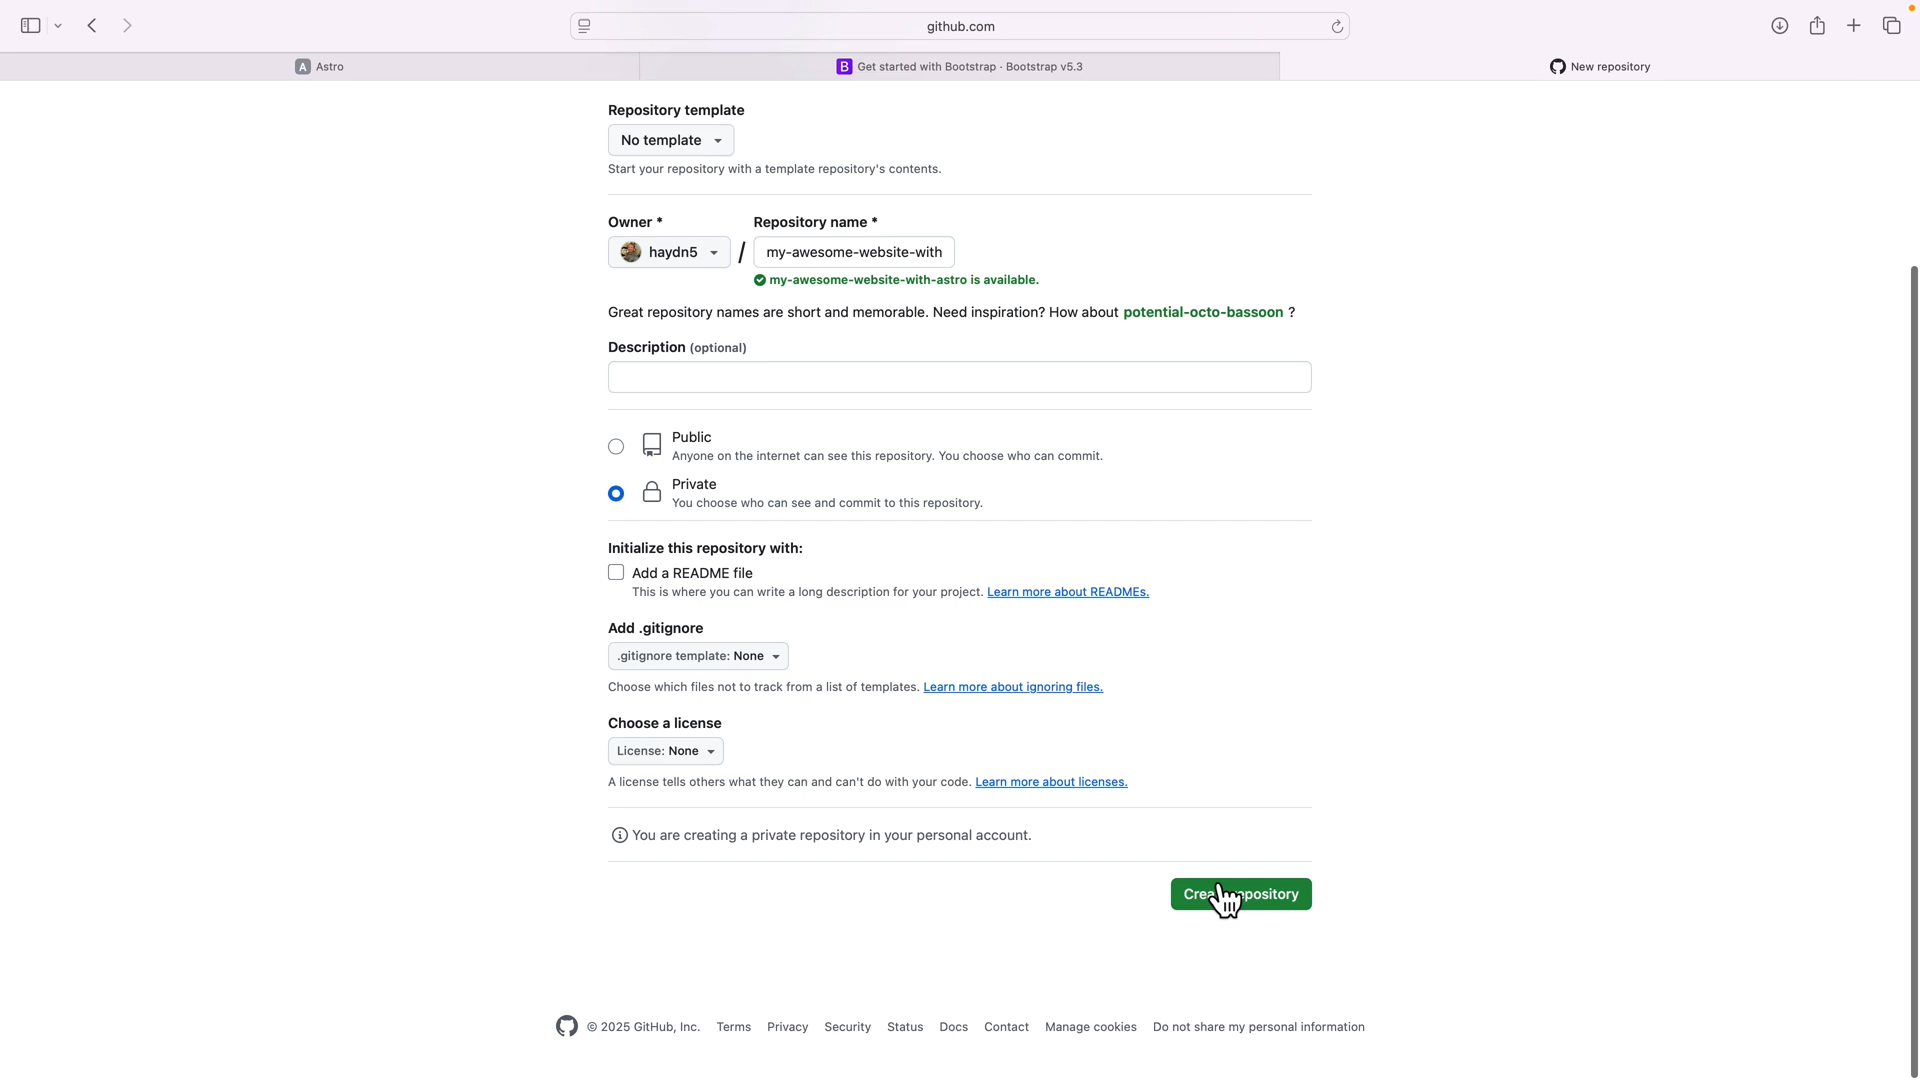 github.com
A Astro
B Get started with Bootstrap · Bootstrap v5.3
New repository
Repository template
No template
Start your repository with a template repository's contents.
Owner * Repository name *
haydn5 / my-awesome-website-with
my-awesome-website-with-astro is available.
Great repository names are short and memorable. Need inspiration? How about potential-octo-bassoon ?
Description (optional)
Public
Anyone on the internet can see this repository. You choose who can commit.
Private
You choose who can see and commit to this repository.
Initialize this repository with:
Add a README file
This is where you can write a long description for your project. Learn more about READMEs.
Add .gitignore
.gitignore template: None
Choose which files not to track from a list of templates. Learn more about ignoring files.
Choose a license
License: None
A license tells others what they can and can't do with your code. Learn more about licenses.
You are creating a private repository in your personal account.
Create repository
© 2025 GitHub, Inc. Terms Privacy Security Status Docs Contact Manage cookies Do not share my personal information